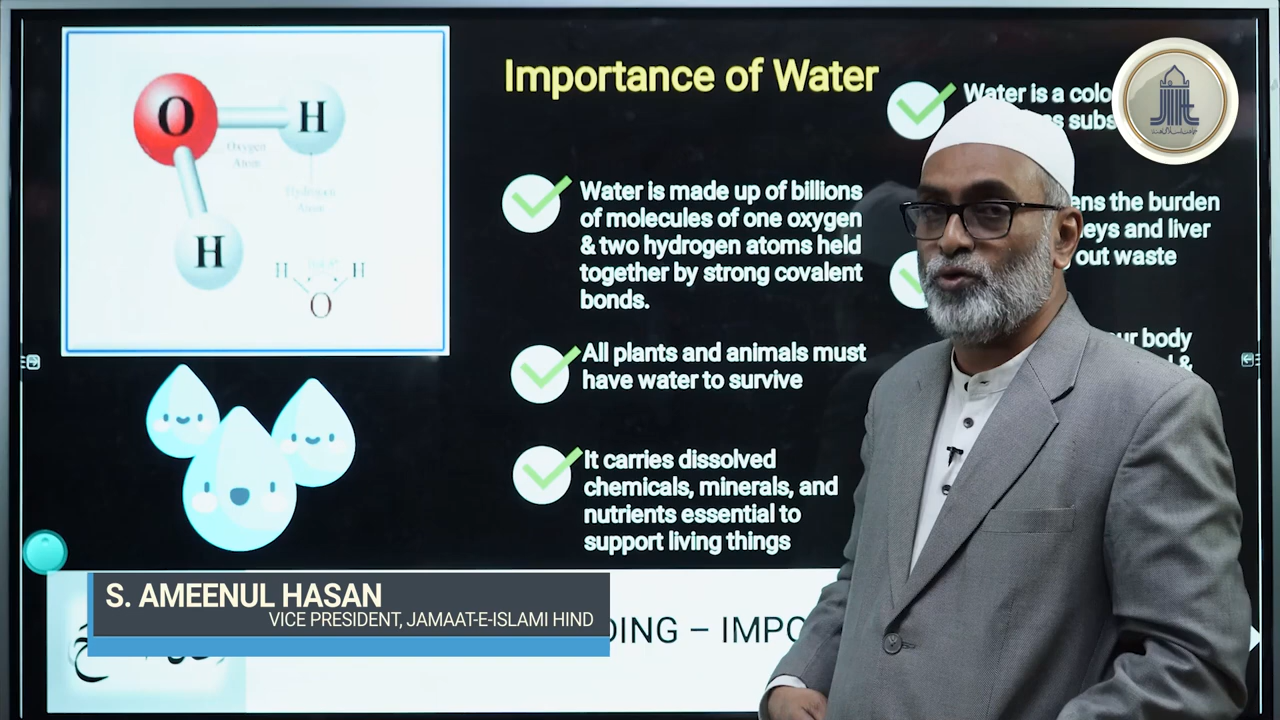 O
H
Oxygen
Atom
Hydrogen
Atom
H
H
H
O
Importance of Water
Water is made up of billions
of molecules of one oxygen
& two hydrogen atoms held
together by strong covalent
bonds.
All plants and animals must
have water to survive
It carries dissolved
chemicals, minerals, and
nutrients essential to
support living things
Water is a colo
subs
ens the burden
eys and liver
out waste
ur body
&
S. AMEENUL HASAN
VICE PRESIDENT, JAMAAT-E-ISLAMI HIND
DING – IMPO